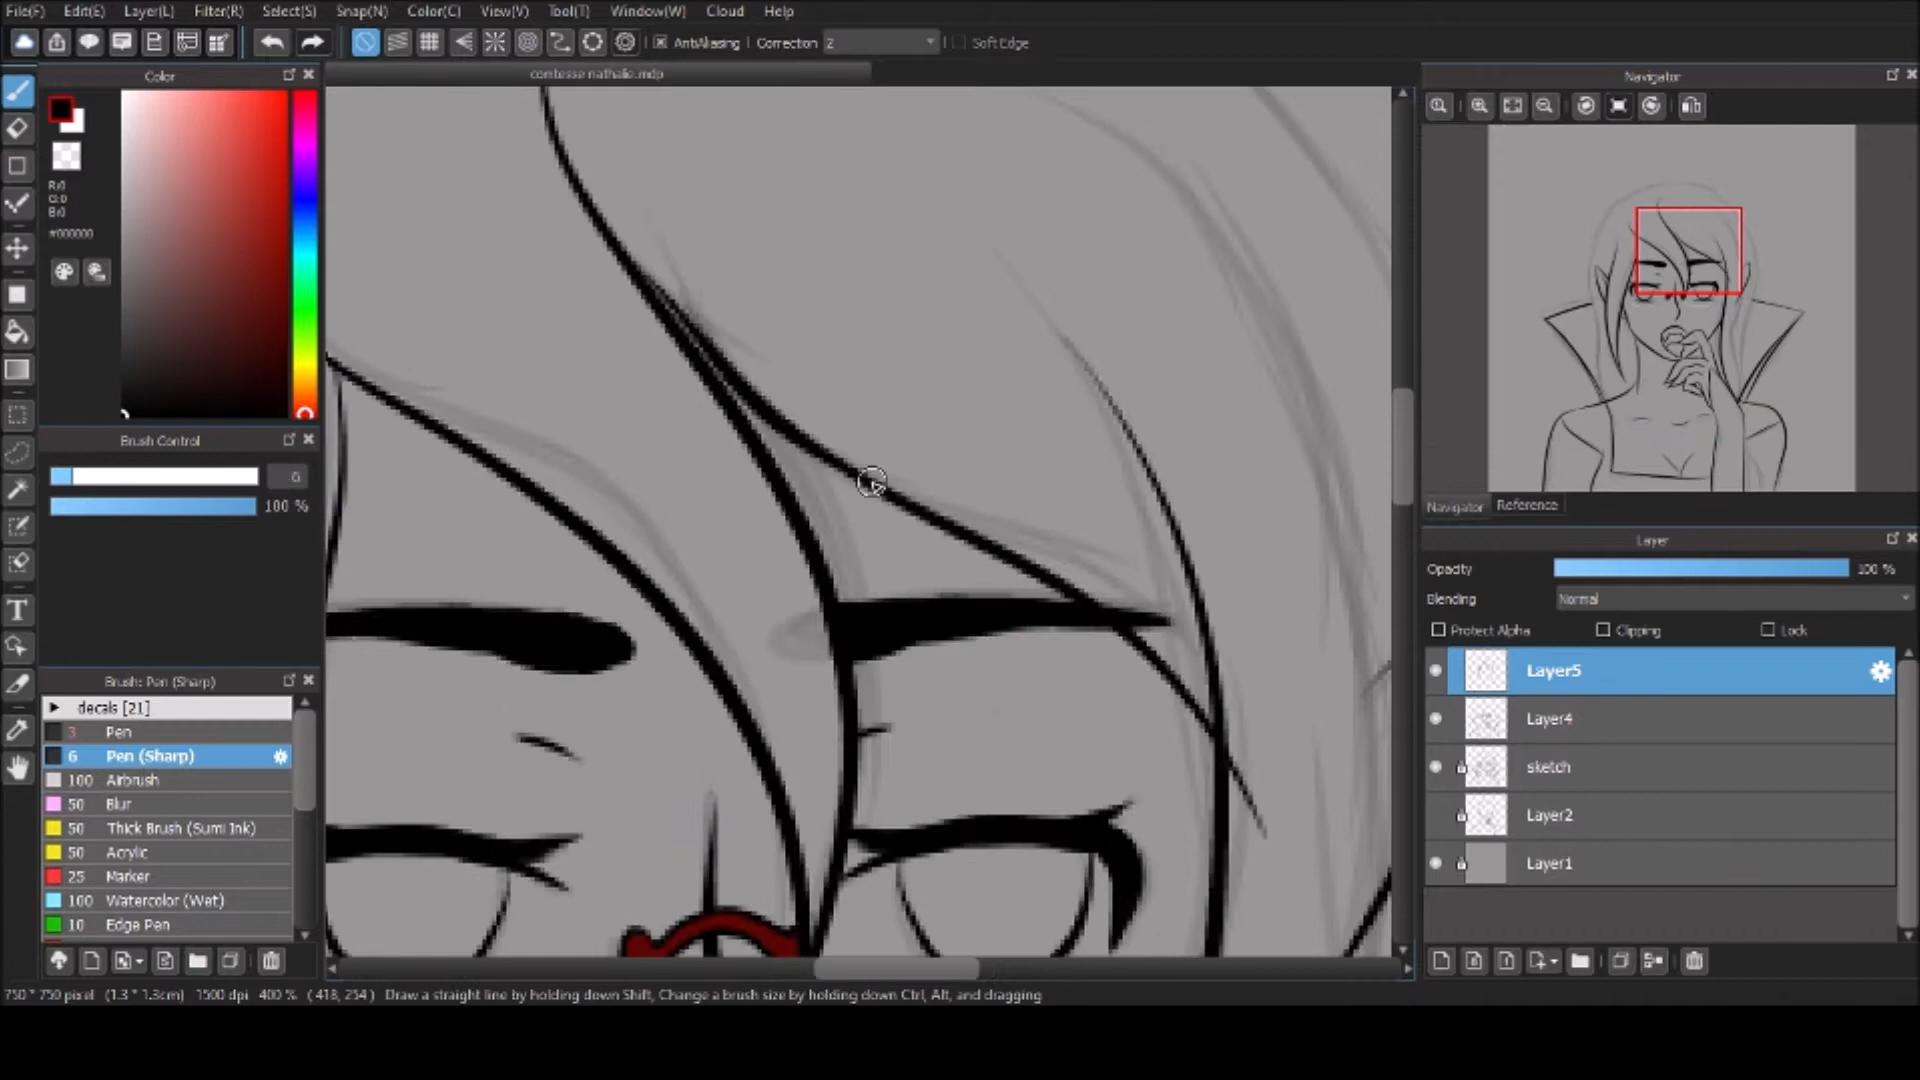 File(F) Edit(E) Layer(L) Filter(R) Select(S) Snap(N) Color(C) View(V) Tool(T) Window(W) Cloud Help
AntiAliasing Correction 2 Soft Edge
Color
comtesse nathalie.mdp
Navigator
R:0
G:0
B:0
#000000
Brush Control
6
100 %
Navigator Reference
Layer
Opacity 100 %
Blending Normal
Protect Alpha Clipping Lock
Layer5
Layer4
sketch
Layer2
Layer1
Brush: Pen (Sharp)
decals [21]
3 Pen
6 Pen (Sharp)
100 Airbrush
50 Blur
50 Thick Brush (Sumi Ink)
50 Acrylic
25 Marker
100 Watercolor (Wet)
10 Edge Pen
750 * 750 pixel (1.3 * 1.3cm) 1500 dpi 400 % ( 418, 254 ) Draw a straight line by holding down Shift, Change a brush size by holding down Ctrl, Alt, and dragging